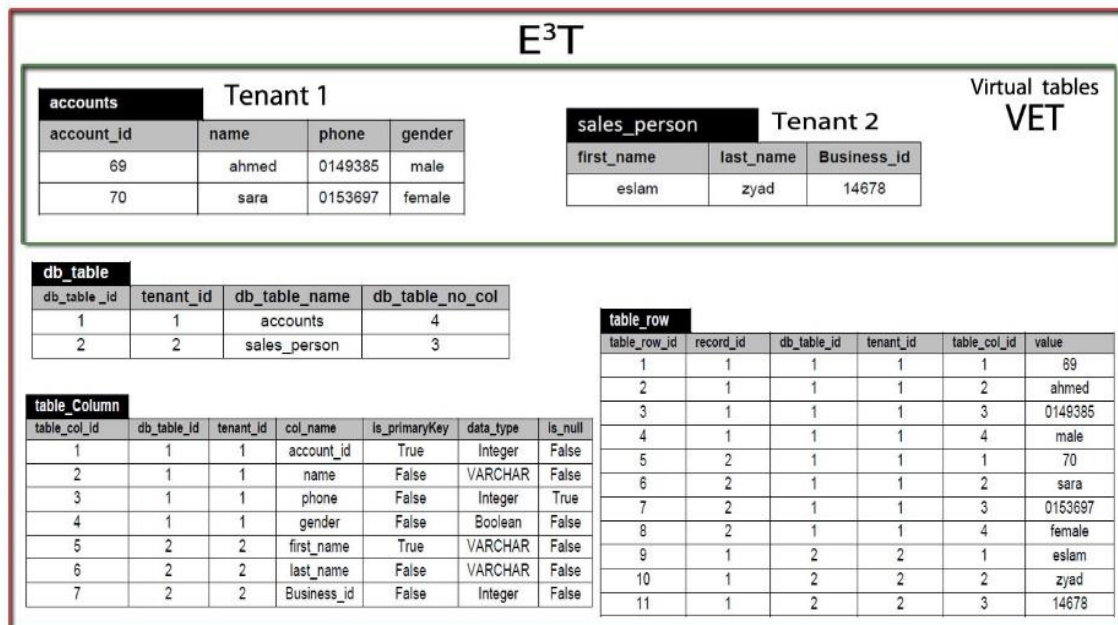 E³T
Virtual tables
VET
accounts
Tenant 1
account_id name phone gender
69 ahmed 0149385 male
70 sara 0153697 female
sales_person
Tenant 2
first_name last_name Business_id
eslam zyad 14678
db_table
db_table _id tenant_id db_table_name db_table_no_col
1 1 accounts 4
2 2 sales_person 3
table_Column
table_col_id db_table_id tenant_id col_name is_primaryKey data_type is_null
1 1 1 account_id True Integer False
2 1 1 name False VARCHAR False
3 1 1 phone False Integer True
4 1 1 gender False Boolean False
5 2 2 first_name True VARCHAR False
6 2 2 last_name False VARCHAR False
7 2 2 Business_id False Integer False
table_row
table_row_id record_id db_table_id tenant_id table_col_id value
1 1 1 1 1 69
2 1 1 1 2 ahmed
3 1 1 1 3 0149385
4 1 1 1 4 male
5 2 1 1 1 70
6 2 1 1 2 sara
7 2 1 1 3 0153697
8 2 1 1 4 female
9 1 2 2 1 eslam
10 1 2 2 2 zyad
11 1 2 2 3 14678